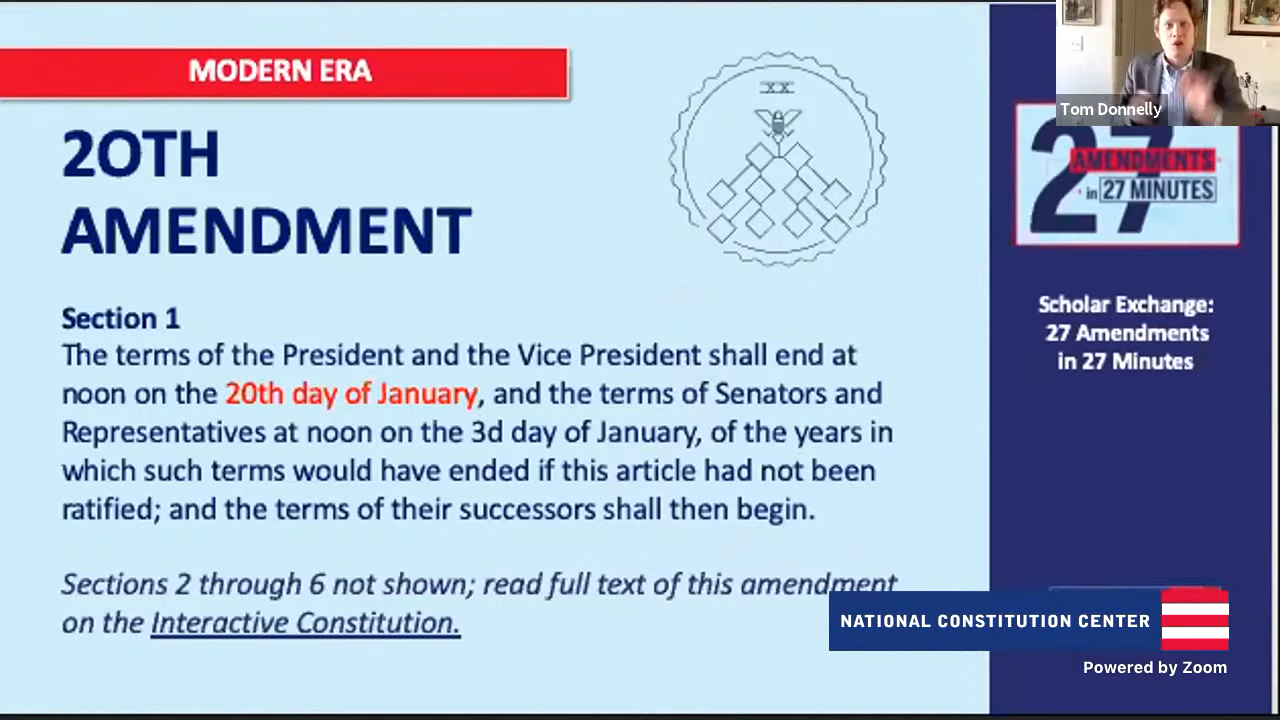 MODERN ERA
20TH
AMENDMENT
XX
Section 1
The terms of the President and the Vice President shall end at
noon on the 20th day of January, and the terms of Senators and
Representatives at noon on the 3d day of January, of the years in
which such terms would have ended if this article had not been
ratified; and the terms of their successors shall then begin.
Sections 2 through 6 not shown; read full text of this amendment
on the Interactive Constitution.
Tom Donnelly
27
AMENDMENTS
in 27 MINUTES
Scholar Exchange:
27 Amendments
in 27 Minutes
NATIONAL CONSTITUTION CENTER
Powered by Zoom